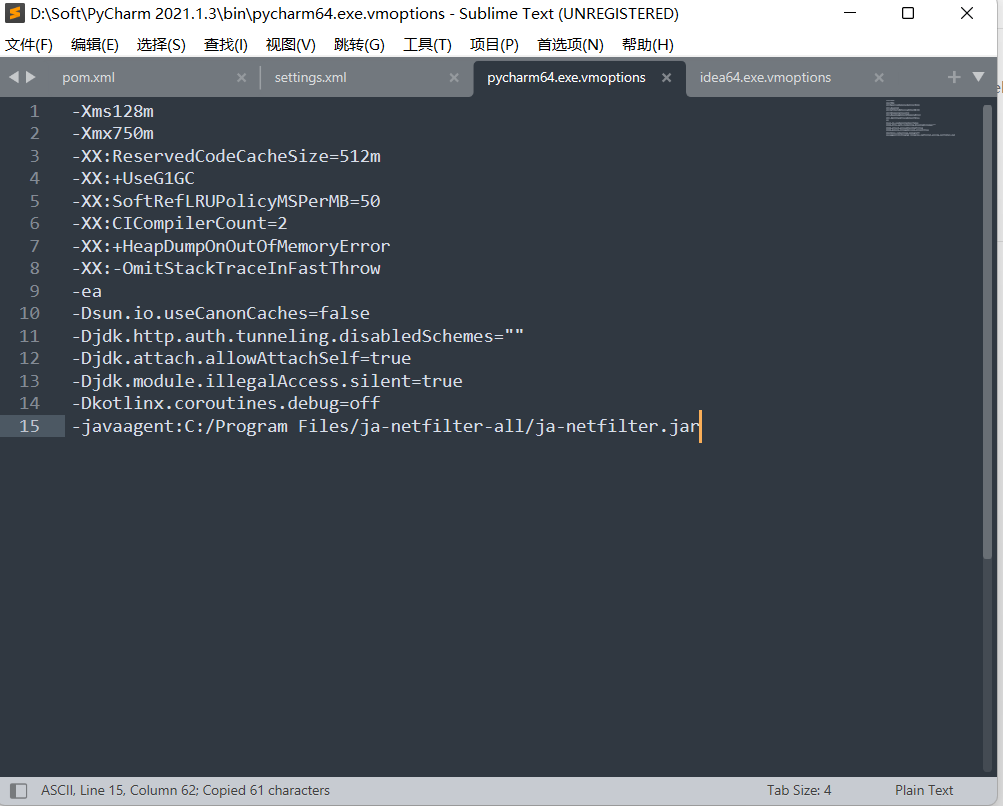 D:\Soft\PyCharm 2021.1.3\bin\pycharm64.exe.vmoptions - Sublime Text (UNREGISTERED)
文件(F) 编辑(E) 选择(S) 查找(I) 视图(V) 跳转(G) 工具(T) 项目(P) 首选项(N) 帮助(H)
pom.xml settings.xml pycharm64.exe.vmoptions idea64.exe.vmoptions
1 -Xms128m
2 -Xmx750m
3 -XX:ReservedCodeCacheSize=512m
4 -XX:+UseG1GC
5 -XX:SoftRefLRUPolicyMSPerMB=50
6 -XX:CICompilerCount=2
7 -XX:+HeapDumpOnOutOfMemoryError
8 -XX:-OmitStackTraceInFastThrow
9 -ea
10 -Dsun.io.useCanonCaches=false
11 -Djdk.http.auth.tunneling.disabledSchemes=""
12 -Djdk.attach.allowAttachSelf=true
13 -Djdk.module.illegalAccess.silent=true
14 -Dkotlinx.coroutines.debug=off
15 -javaagent:C:/Program Files/ja-netfilter-all/ja-netfilter.jar
ASCII, Line 15, Column 62; Copied 61 characters Tab Size: 4 Plain Text